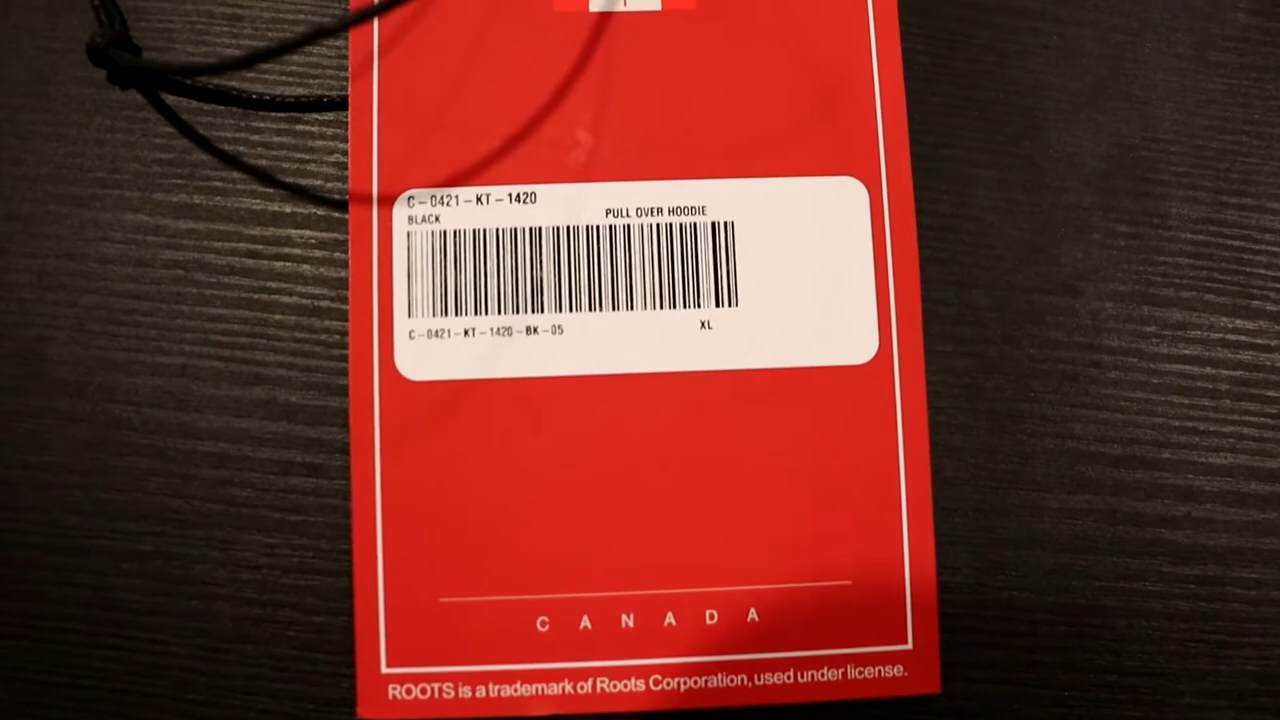 C-0421-KT-1420
BLACK PULL OVER HOODIE
C-0421-KT-1420-BK-05 XL
CANADA
ROOTS is a trademark of Roots Corporation, used under license.